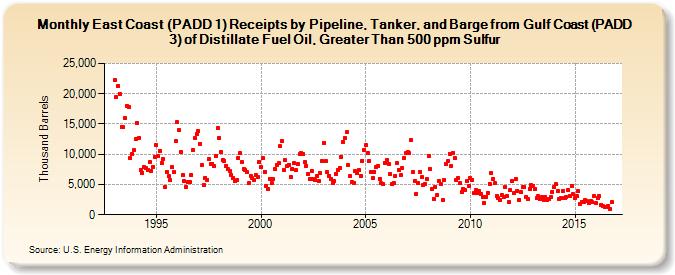 Monthly East Coast (PADD 1) Receipts by Pipeline, Tanker, and Barge from Gulf Coast (PADD
3) of Distillate Fuel Oil, Greater Than 500 ppm Sulfur
Thousand Barrels
25,000
20,000
15,000
10,000
5,000
0
1995
2000
2005
2010
2015
Source: U.S. Energy Information Administration